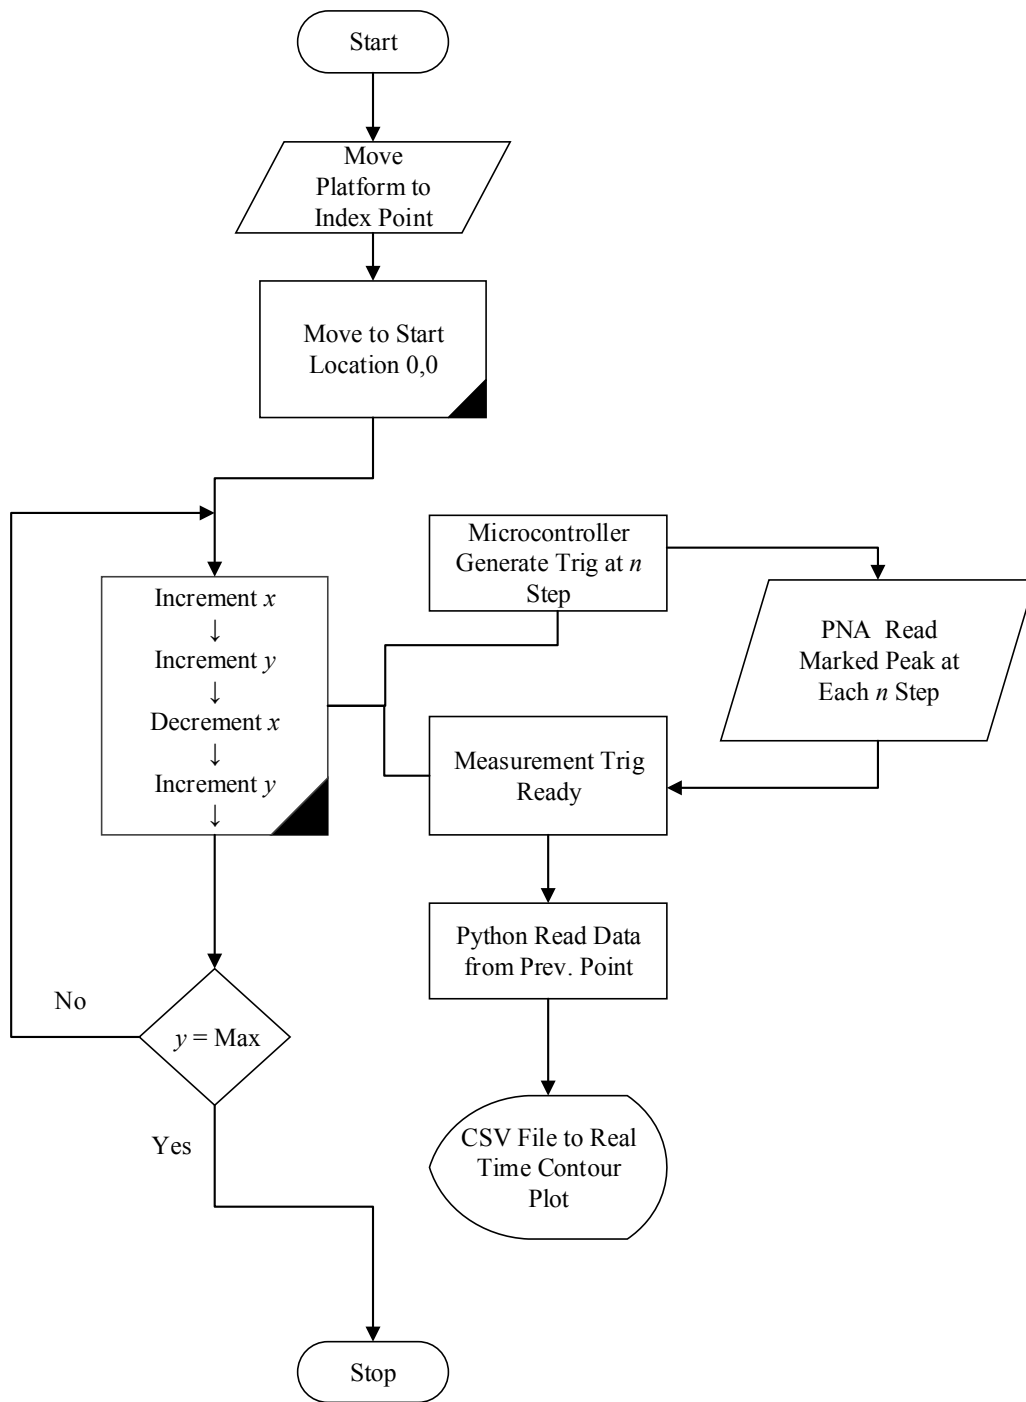 Start
Move
Platform to
Index Point
Move to Start
Location 0,0
Increment x
↓
Increment y
↓
Decrement x
↓
Increment y
↓
Microcontroller
Generate Trig at n
Step
PNA Read
Marked Peak at
Each n Step
Measurement Trig
Ready
Python Read Data
from Prev. Point
CSV File to Real
Time Contour
Plot
No
y = Max
Yes
Stop